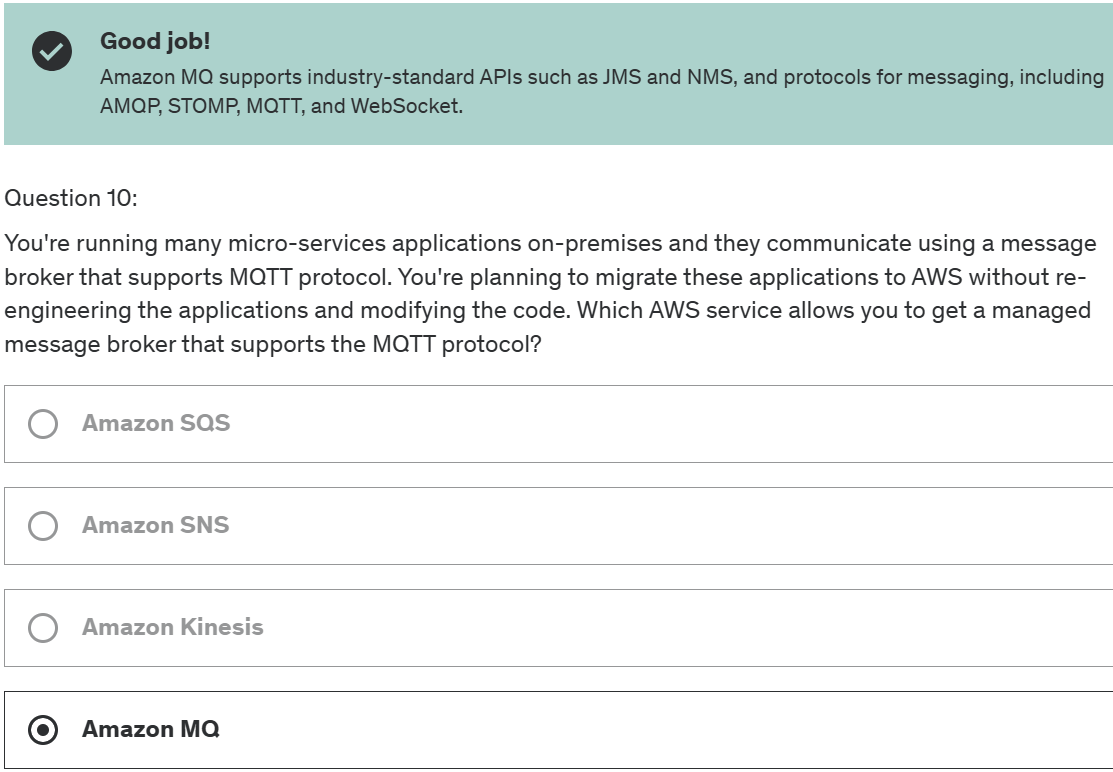 Good job!
Amazon MQ supports industry-standard APIs such as JMS and NMS, and protocols for messaging, including
AMQP, STOMP, MQTT, and WebSocket.
Question 10:
You're running many micro-services applications on-premises and they communicate using a message
broker that supports MQTT protocol. You're planning to migrate these applications to AWS without re-
engineering the applications and modifying the code. Which AWS service allows you to get a managed
message broker that supports the MQTT protocol?
Amazon SQS
Amazon SNS
Amazon Kinesis
Amazon MQ